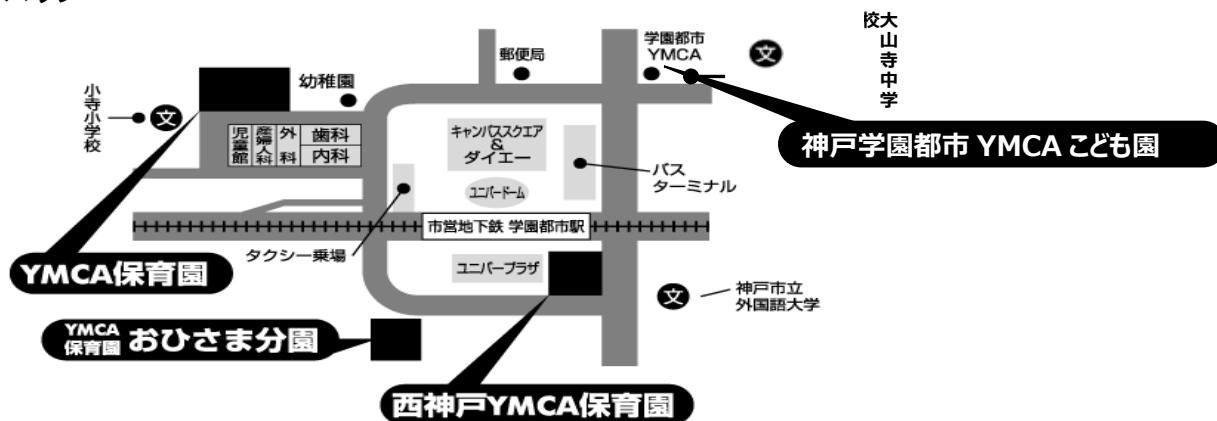 学園都市
YMCA
郵便局
大山寺中学校
幼稚園
小寺小学校
文
文
児童館
産婦人科
外科
歯科
内科
キャンパススクエア
&
ダイエー
神戸学園都市 YMCA こども園
バス
ターミナル
ユニバードーム
市営地下鉄 学園都市駅
タクシー乗場
YMCA保育園
ユニバープラザ
文
神戸市立
外国語大学
YMCA
保育園
おひさま分園
西神戸YMCA保育園